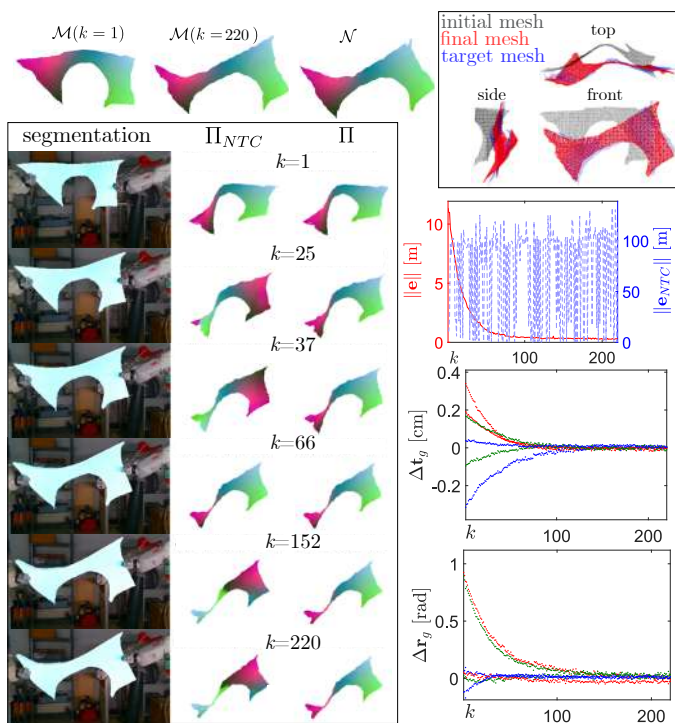 𝓜(k = 1)
𝓜(k = 220)
𝓝
initial mesh
final mesh
target mesh
top
side
front
segmentation
Π_NTC
Π
k=1
k=25
k=37
k=66
k=152
k=220
10
5
0
||e|| [m]
100
50
0
||e_NTC|| [m]
k
100
200
0.4
0.2
0
-0.2
Δt_g [cm]
k
100
200
1
0.5
0
Δr_g [rad]
k
100
220